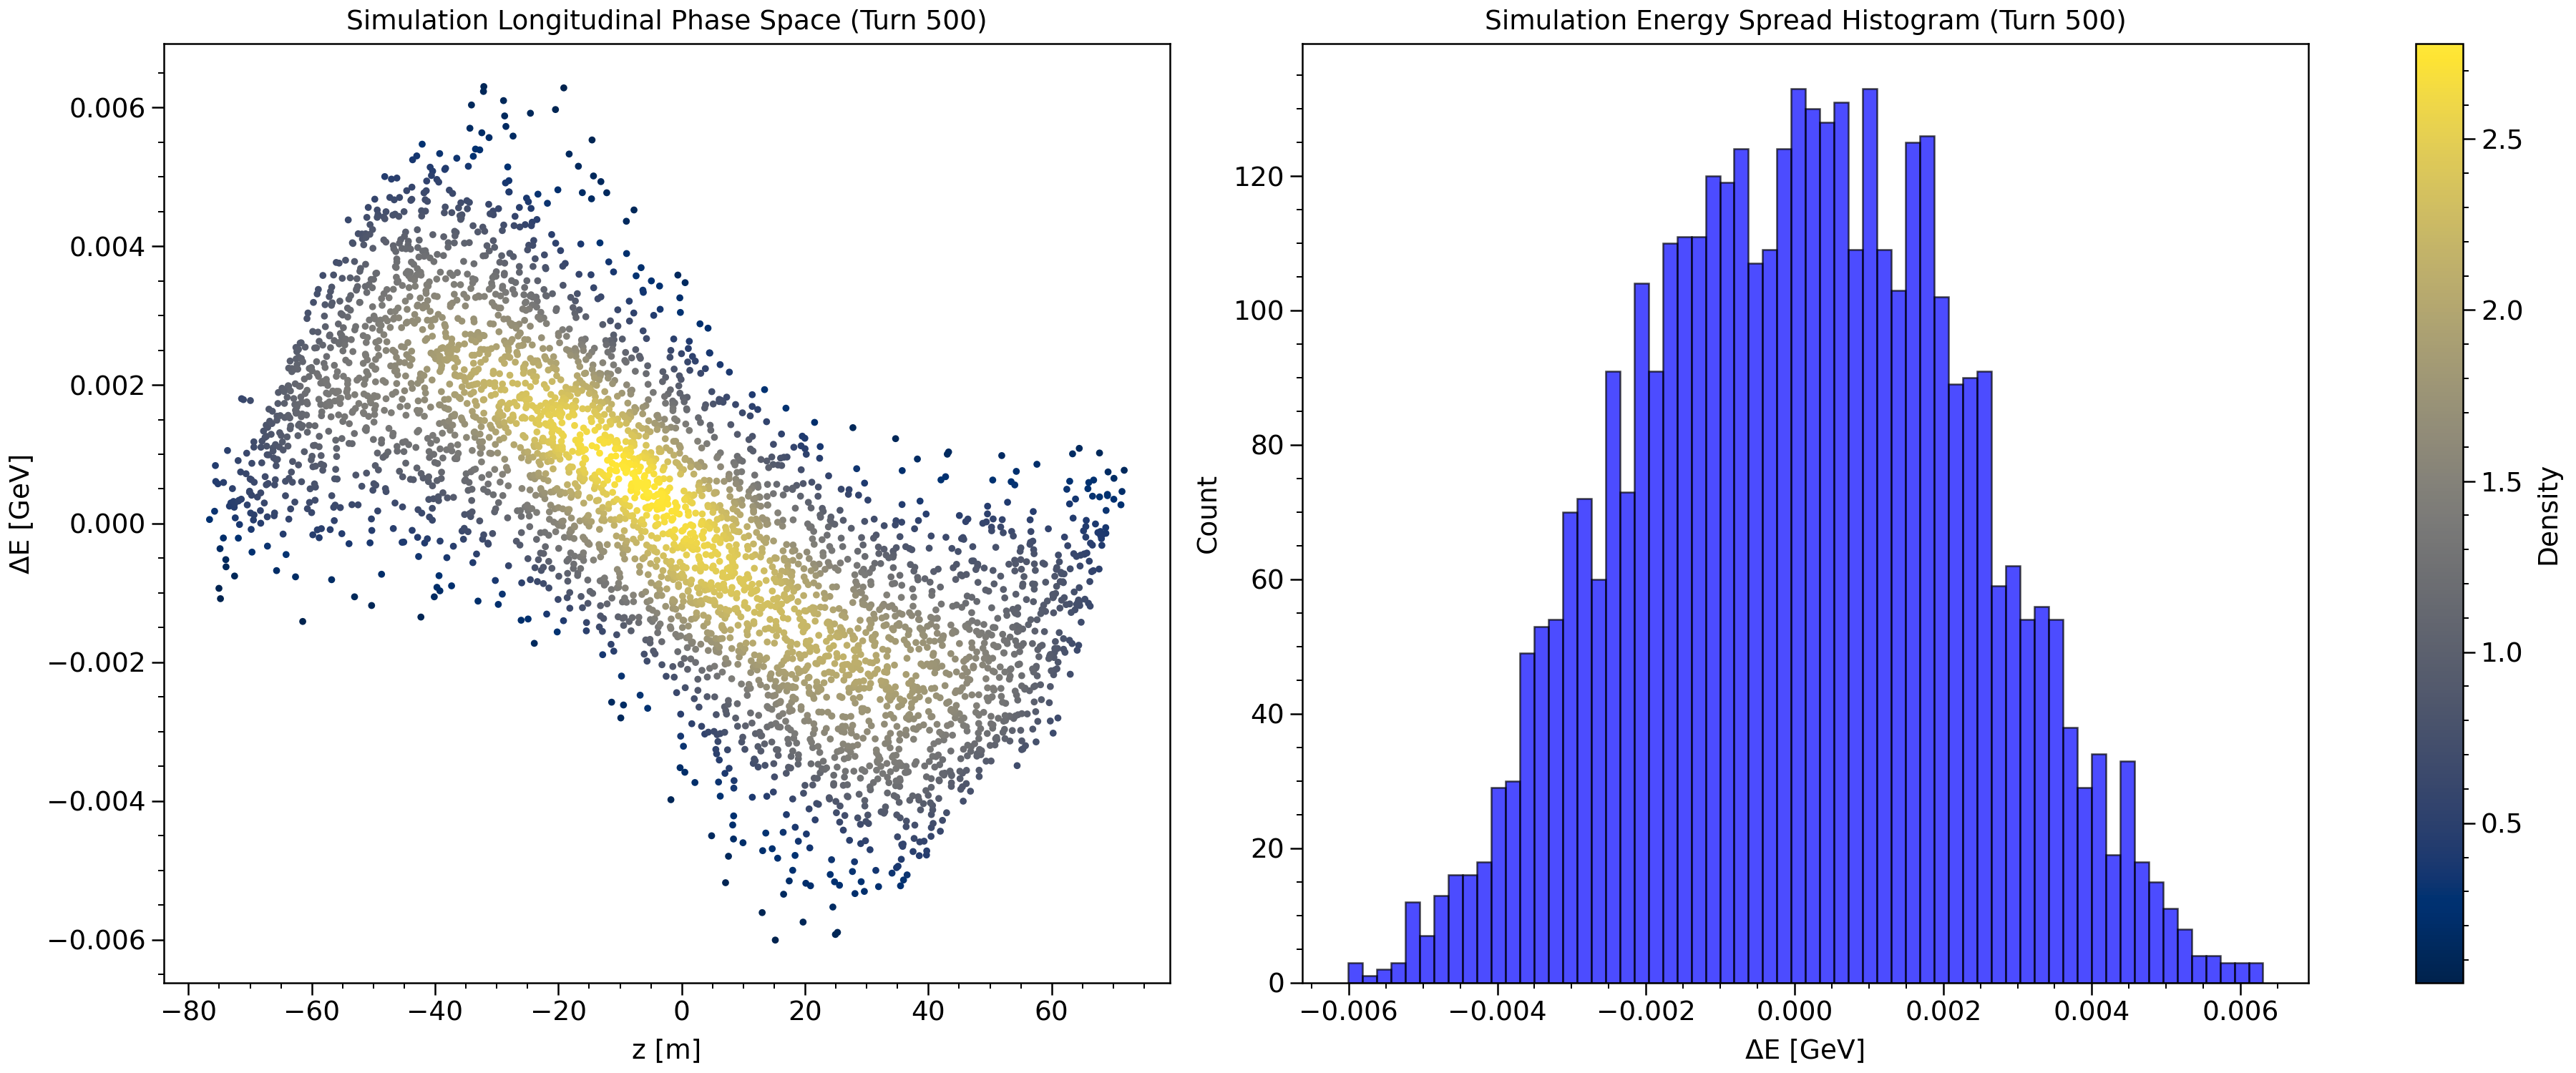 Simulation Longitudinal Phase Space (Turn 500)
ΔE [GeV]
0.006
0.004
0.002
0.000
−0.002
−0.004
−0.006
−80 −60 −40 −20 0 20 40 60
z [m]
Simulation Energy Spread Histogram (Turn 500)
Count
120
100
80
60
40
20
0
−0.006 −0.004 −0.002 0.000 0.002 0.004 0.006
ΔE [GeV]
2.5
2.0
1.5
1.0
0.5
Density